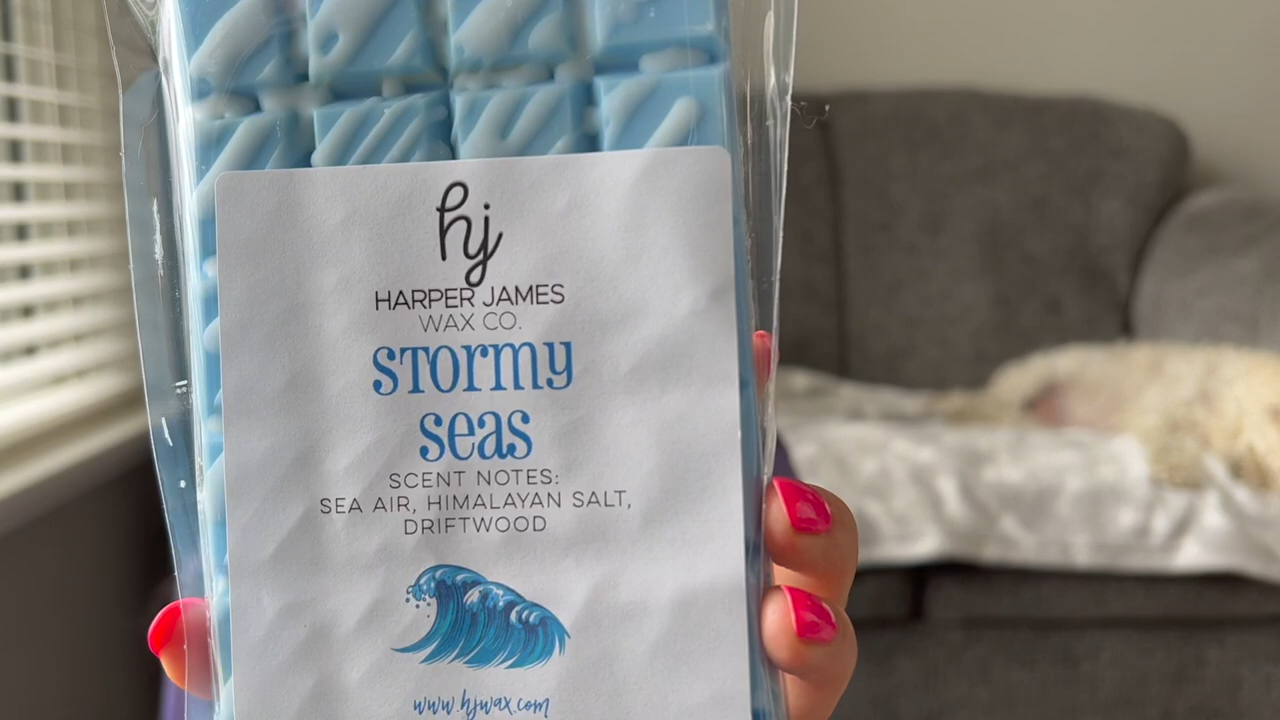 hj
HARPER JAMES
WAX CO.
stormy
seas
SCENT NOTES:
SEA AIR, HIMALAYAN SALT,
DRIFTWOOD
www.hjwax.com